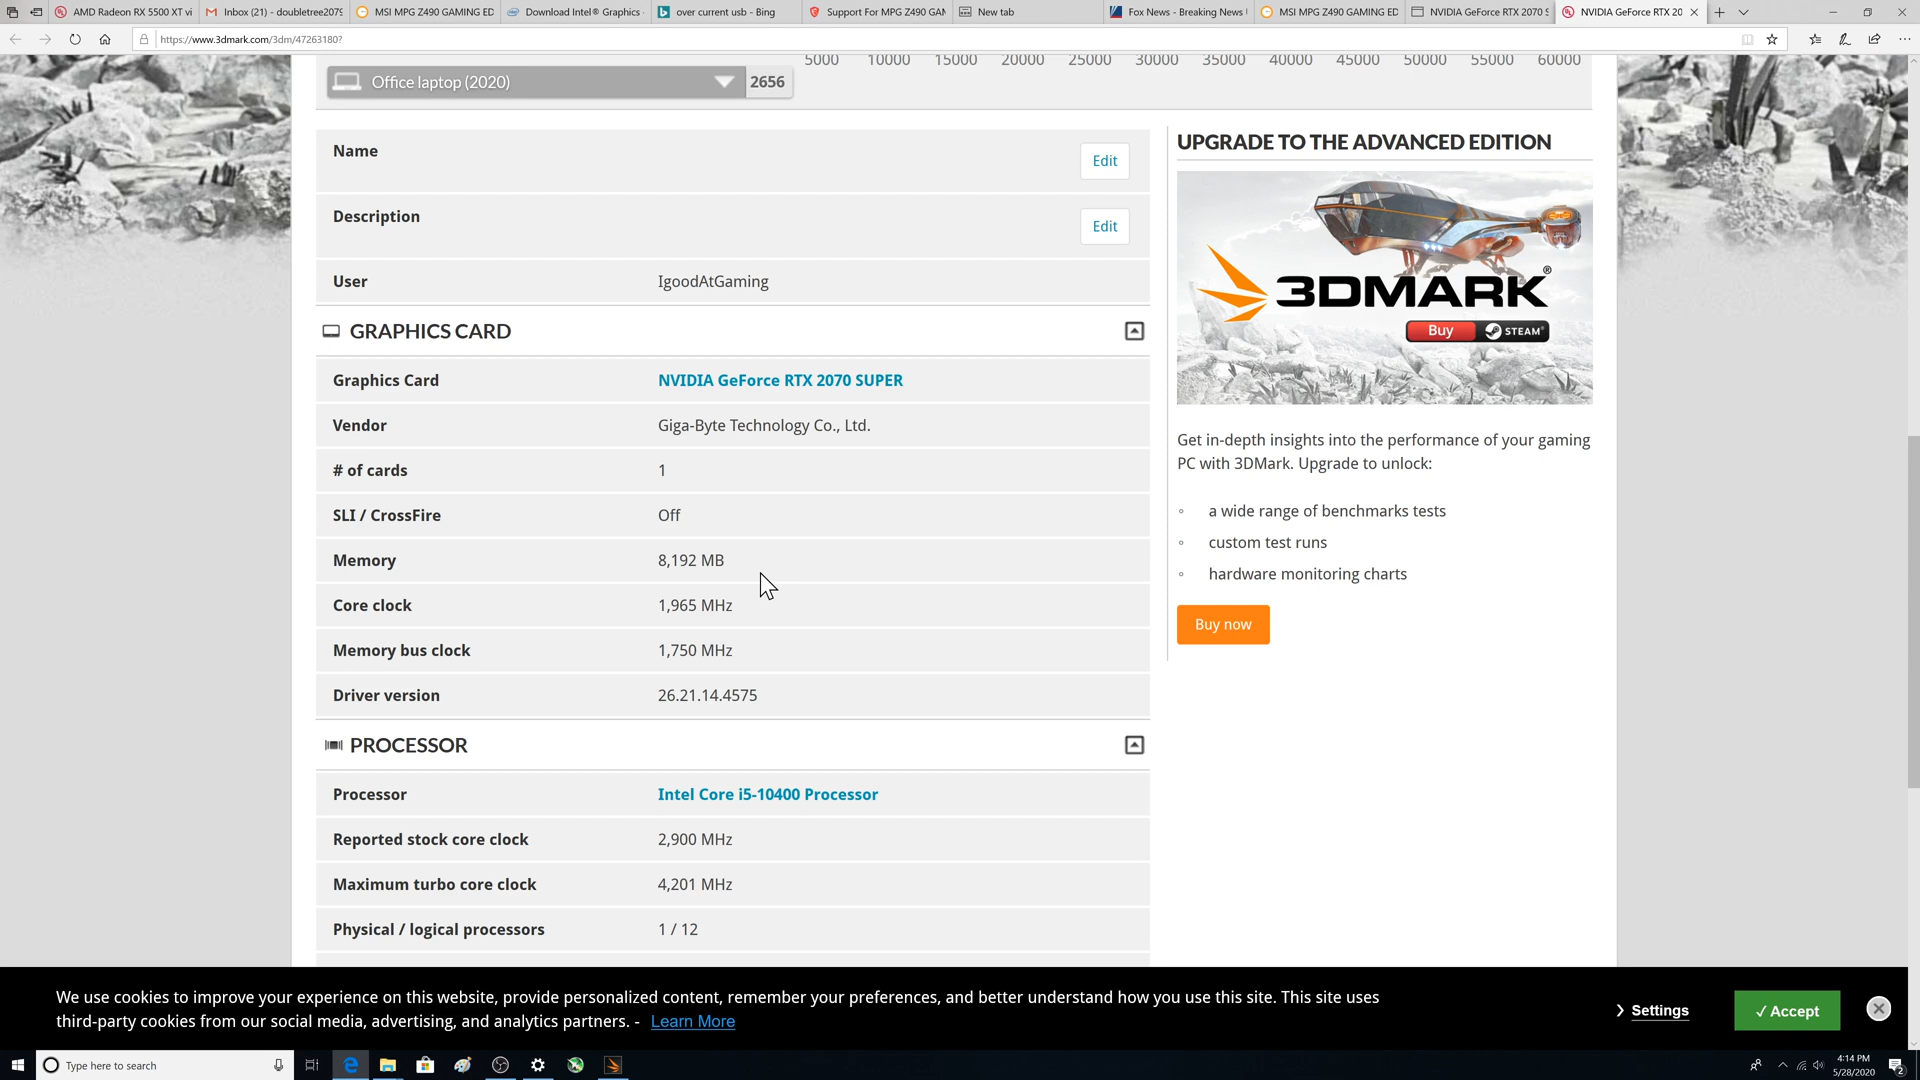 AMD Radeon RX 5500 XT vi
Inbox (21) - doubletree2079
MSI MPG Z490 GAMING ED
Download Intel® Graphics
over current usb - Bing
Support For MPG Z490 GAM
New tab
Fox News - Breaking News
MSI MPG Z490 GAMING ED
NVIDIA GeForce RTX 2070 S
NVIDIA GeForce RTX 20
https://www.3dmark.com/3dm/47263180?
5000 10000 15000 20000 25000 30000 35000 40000 45000 50000 55000 60000
Office laptop (2020) 2656
Name Edit
Description Edit
User IgoodAtGaming
GRAPHICS CARD
Graphics Card NVIDIA GeForce RTX 2070 SUPER
Vendor Giga-Byte Technology Co., Ltd.
# of cards 1
SLI / CrossFire Off
Memory 8,192 MB
Core clock 1,965 MHz
Memory bus clock 1,750 MHz
Driver version 26.21.14.4575
PROCESSOR
Processor Intel Core i5-10400 Processor
Reported stock core clock 2,900 MHz
Maximum turbo core clock 4,201 MHz
Physical / logical processors 1 / 12
UPGRADE TO THE ADVANCED EDITION
3DMARK®
Buy STEAM®
Get in-depth insights into the performance of your gaming
PC with 3DMark. Upgrade to unlock:
a wide range of benchmarks tests
custom test runs
hardware monitoring charts
Buy now
We use cookies to improve your experience on this website, provide personalized content, remember your preferences, and better understand how you use this site. This site uses
third-party cookies from our social media, advertising, and analytics partners. - Learn More
Settings
✓ Accept
Type here to search
4:14 PM
5/28/2020
2